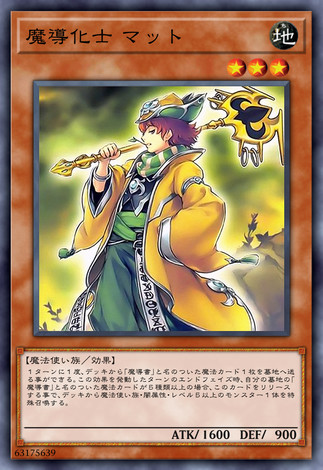 魔導化士 マット
地
【魔法使い族／効果】
１ターンに１度、デッキから｢魔導書｣と名のついた魔法カード１枚を墓地へ送
る事ができる。この効果を発動したターンのエンドフェイズ時、自分の墓地の｢
魔導書｣と名のついた魔法カードが５種類以上の場合、このカードをリリース
する事で、デッキから魔法使い族・闇属性・レベル５以上のモンスター１体を特
殊召喚する。
ATK/ 1600 DEF/ 900
63175639